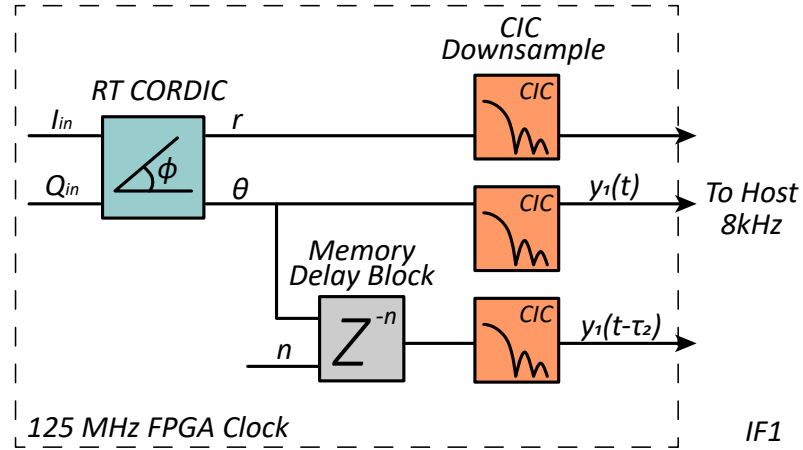 CIC
Downsample
RT CORDIC
CIC
Iin
r
ϕ
Qin
θ
CIC
y₁(t)
To Host
8kHz
Memory
Delay Block
Z⁻ⁿ
n
CIC
y₁(t-τ₂)
125 MHz FPGA Clock
IF1